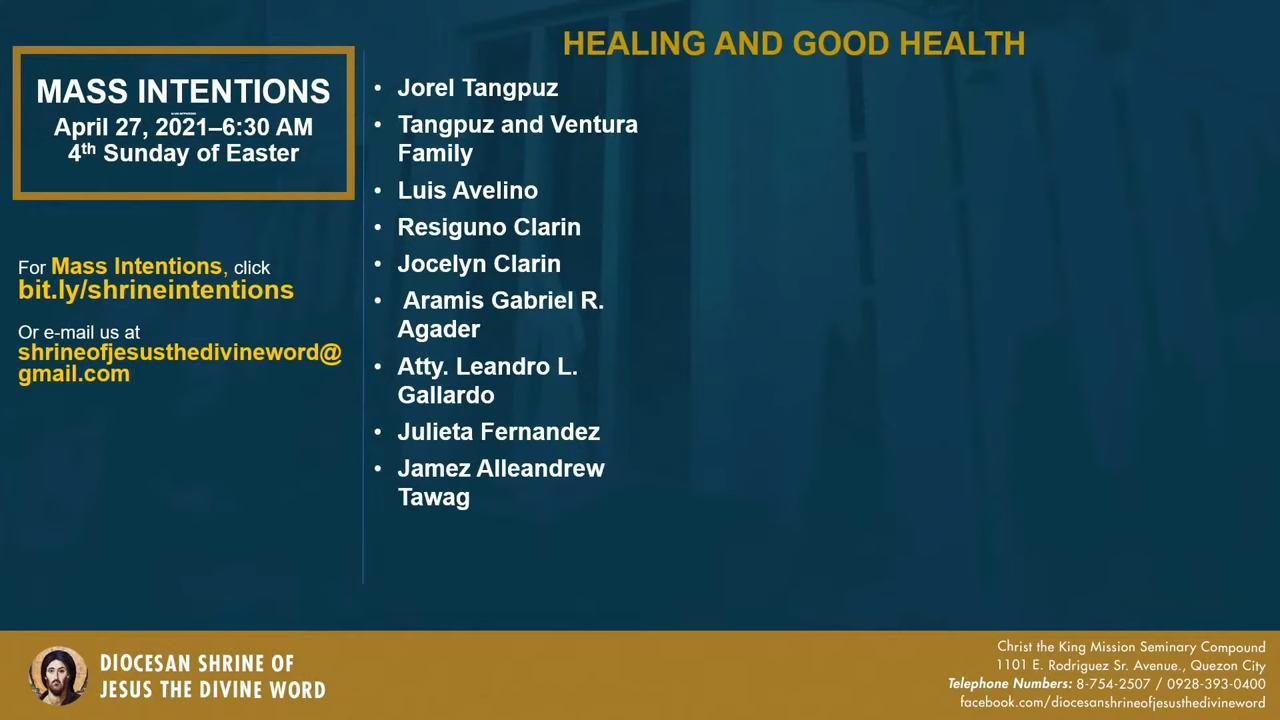 MASS INTENTIONS
April 27, 2021–6:30 AM
4th Sunday of Easter
For Mass Intentions, click
bit.ly/shrineintentions
Or e-mail us at
shrineofjesusthedivineword@
gmail.com
HEALING AND GOOD HEALTH
• Jorel Tangpuz
• Tangpuz and Ventura
Family
• Luis Avelino
• Resiguno Clarin
• Jocelyn Clarin
• Aramis Gabriel R.
Agader
• Atty. Leandro L.
Gallardo
• Julieta Fernandez
• Jamez Alleandrew
Tawag
DIOCESAN SHRINE OF
JESUS THE DIVINE WORD
Christ the King Mission Seminary Compound
1101 E. Rodriguez Sr. Avenue., Quezon City
Telephone Numbers: 8-754-2507 / 0928-393-0400
facebook.com/diocesanshrineofjesusthedivineword